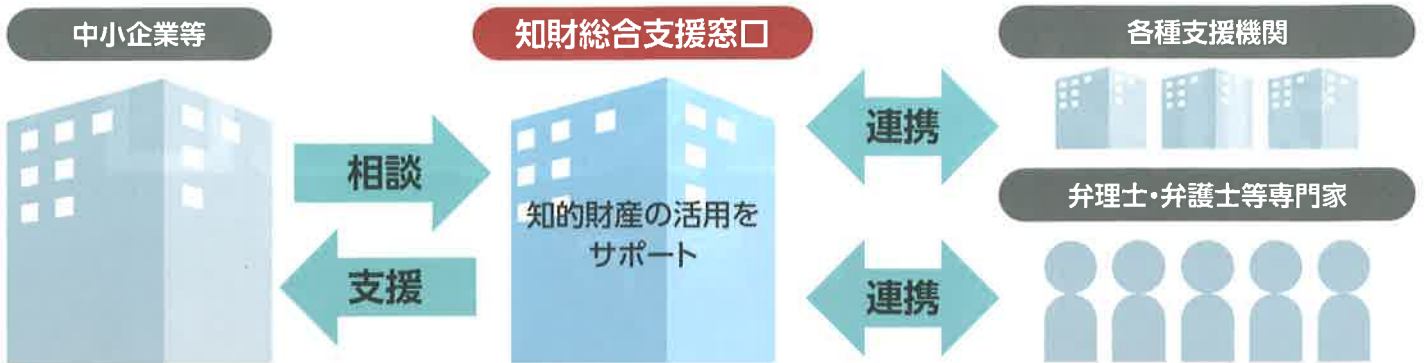 中小企業等
知財総合支援窓口
各種支援機関
相談
連携
弁理士・弁護士等専門家
知的財産の活用を
サポート
支援
連携